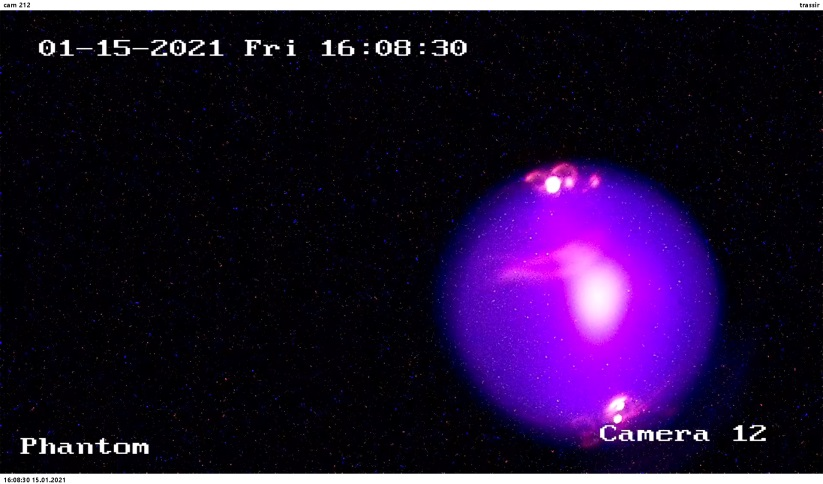 cam 212
trassir
01-15-2021 Fri 16:08:30
Phantom
Camera 12
16:08:30 15.01.2021